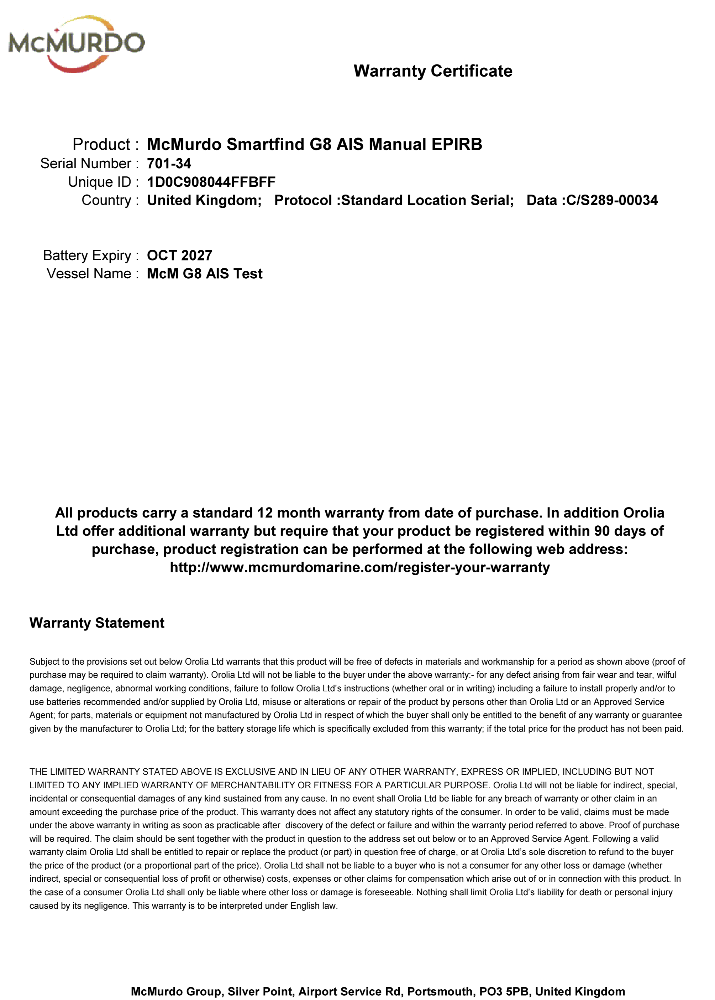 McMURDO
Warranty Certificate
Product : McMurdo Smartfind G8 AIS Manual EPIRB
Serial Number : 701-34
Unique ID : 1D0C908044FFBFF
Country : United Kingdom; Protocol :Standard Location Serial; Data :C/S289-00034
Battery Expiry : OCT 2027
Vessel Name : McM G8 AIS Test
All products carry a standard 12 month warranty from date of purchase. In addition Orolia
Ltd offer additional warranty but require that your product be registered within 90 days of
purchase, product registration can be performed at the following web address:
http://www.mcmurdomarine.com/register-your-warranty
Warranty Statement
Subject to the provisions set out below Orolia Ltd warrants that this product will be free of defects in materials and workmanship for a period as shown above (proof of
purchase may be required to claim warranty). Orolia Ltd will not be liable to the buyer under the above warranty:- for any defect arising from fair wear and tear, wilful
damage, negligence, abnormal working conditions, failure to follow Orolia Ltd’s instructions (whether oral or in writing) including a failure to install properly and/or to
use batteries recommended and/or supplied by Orolia Ltd, misuse or alterations or repair of the product by persons other than Orolia Ltd or an Approved Service
Agent; for parts, materials or equipment not manufactured by Orolia Ltd in respect of which the buyer shall only be entitled to the benefit of any warranty or guarantee
given by the manufacturer to Orolia Ltd; for the battery storage life which is specifically excluded from this warranty; if the total price for the product has not been paid.
THE LIMITED WARRANTY STATED ABOVE IS EXCLUSIVE AND IN LIEU OF ANY OTHER WARRANTY, EXPRESS OR IMPLIED, INCLUDING BUT NOT
LIMITED TO ANY IMPLIED WARRANTY OF MERCHANTABILITY OR FITNESS FOR A PARTICULAR PURPOSE. Orolia Ltd will not be liable for indirect, special,
incidental or consequential damages of any kind sustained from any cause. In no event shall Orolia Ltd be liable for any breach of warranty or other claim in an
amount exceeding the purchase price of the product. This warranty does not affect any statutory rights of the consumer. In order to be valid, claims must be made
under the above warranty in writing as soon as practicable after discovery of the defect or failure and within the warranty period referred to above. Proof of purchase
will be required. The claim should be sent together with the product in question to the address set out below or to an Approved Service Agent. Following a valid
warranty claim Orolia Ltd shall be entitled to repair or replace the product (or part) in question free of charge, or at Orolia Ltd’s sole discretion to refund to the buyer
the price of the product (or a proportional part of the price). Orolia Ltd shall not be liable to a buyer who is not a consumer for any other loss or damage (whether
indirect, special or consequential loss of profit or otherwise) costs, expenses or other claims for compensation which arise out of or in connection with this product. In
the case of a consumer Orolia Ltd shall only be liable where other loss or damage is foreseeable. Nothing shall limit Orolia Ltd’s liability for death or personal injury
caused by its negligence. This warranty is to be interpreted under English law.
McMurdo Group, Silver Point, Airport Service Rd, Portsmouth, PO3 5PB, United Kingdom